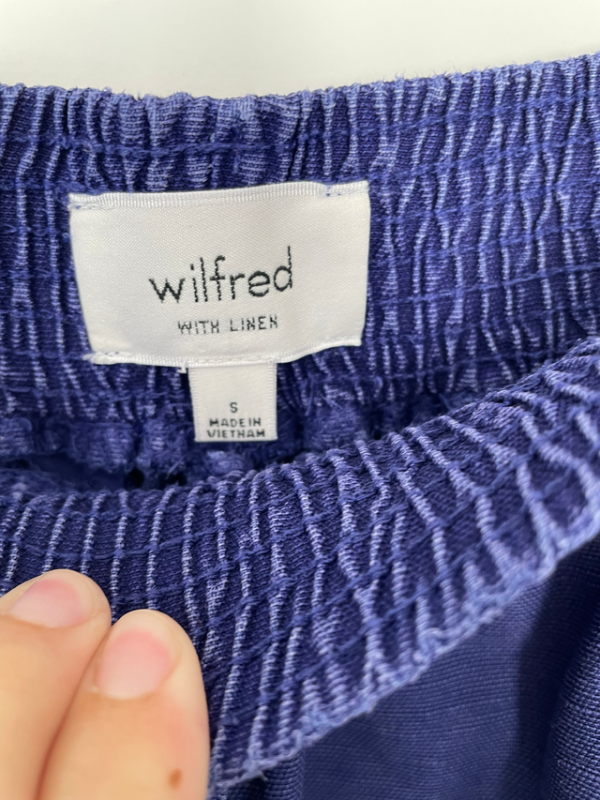 wilfred
WITH LINEN
S
MADE IN
VIETNAM